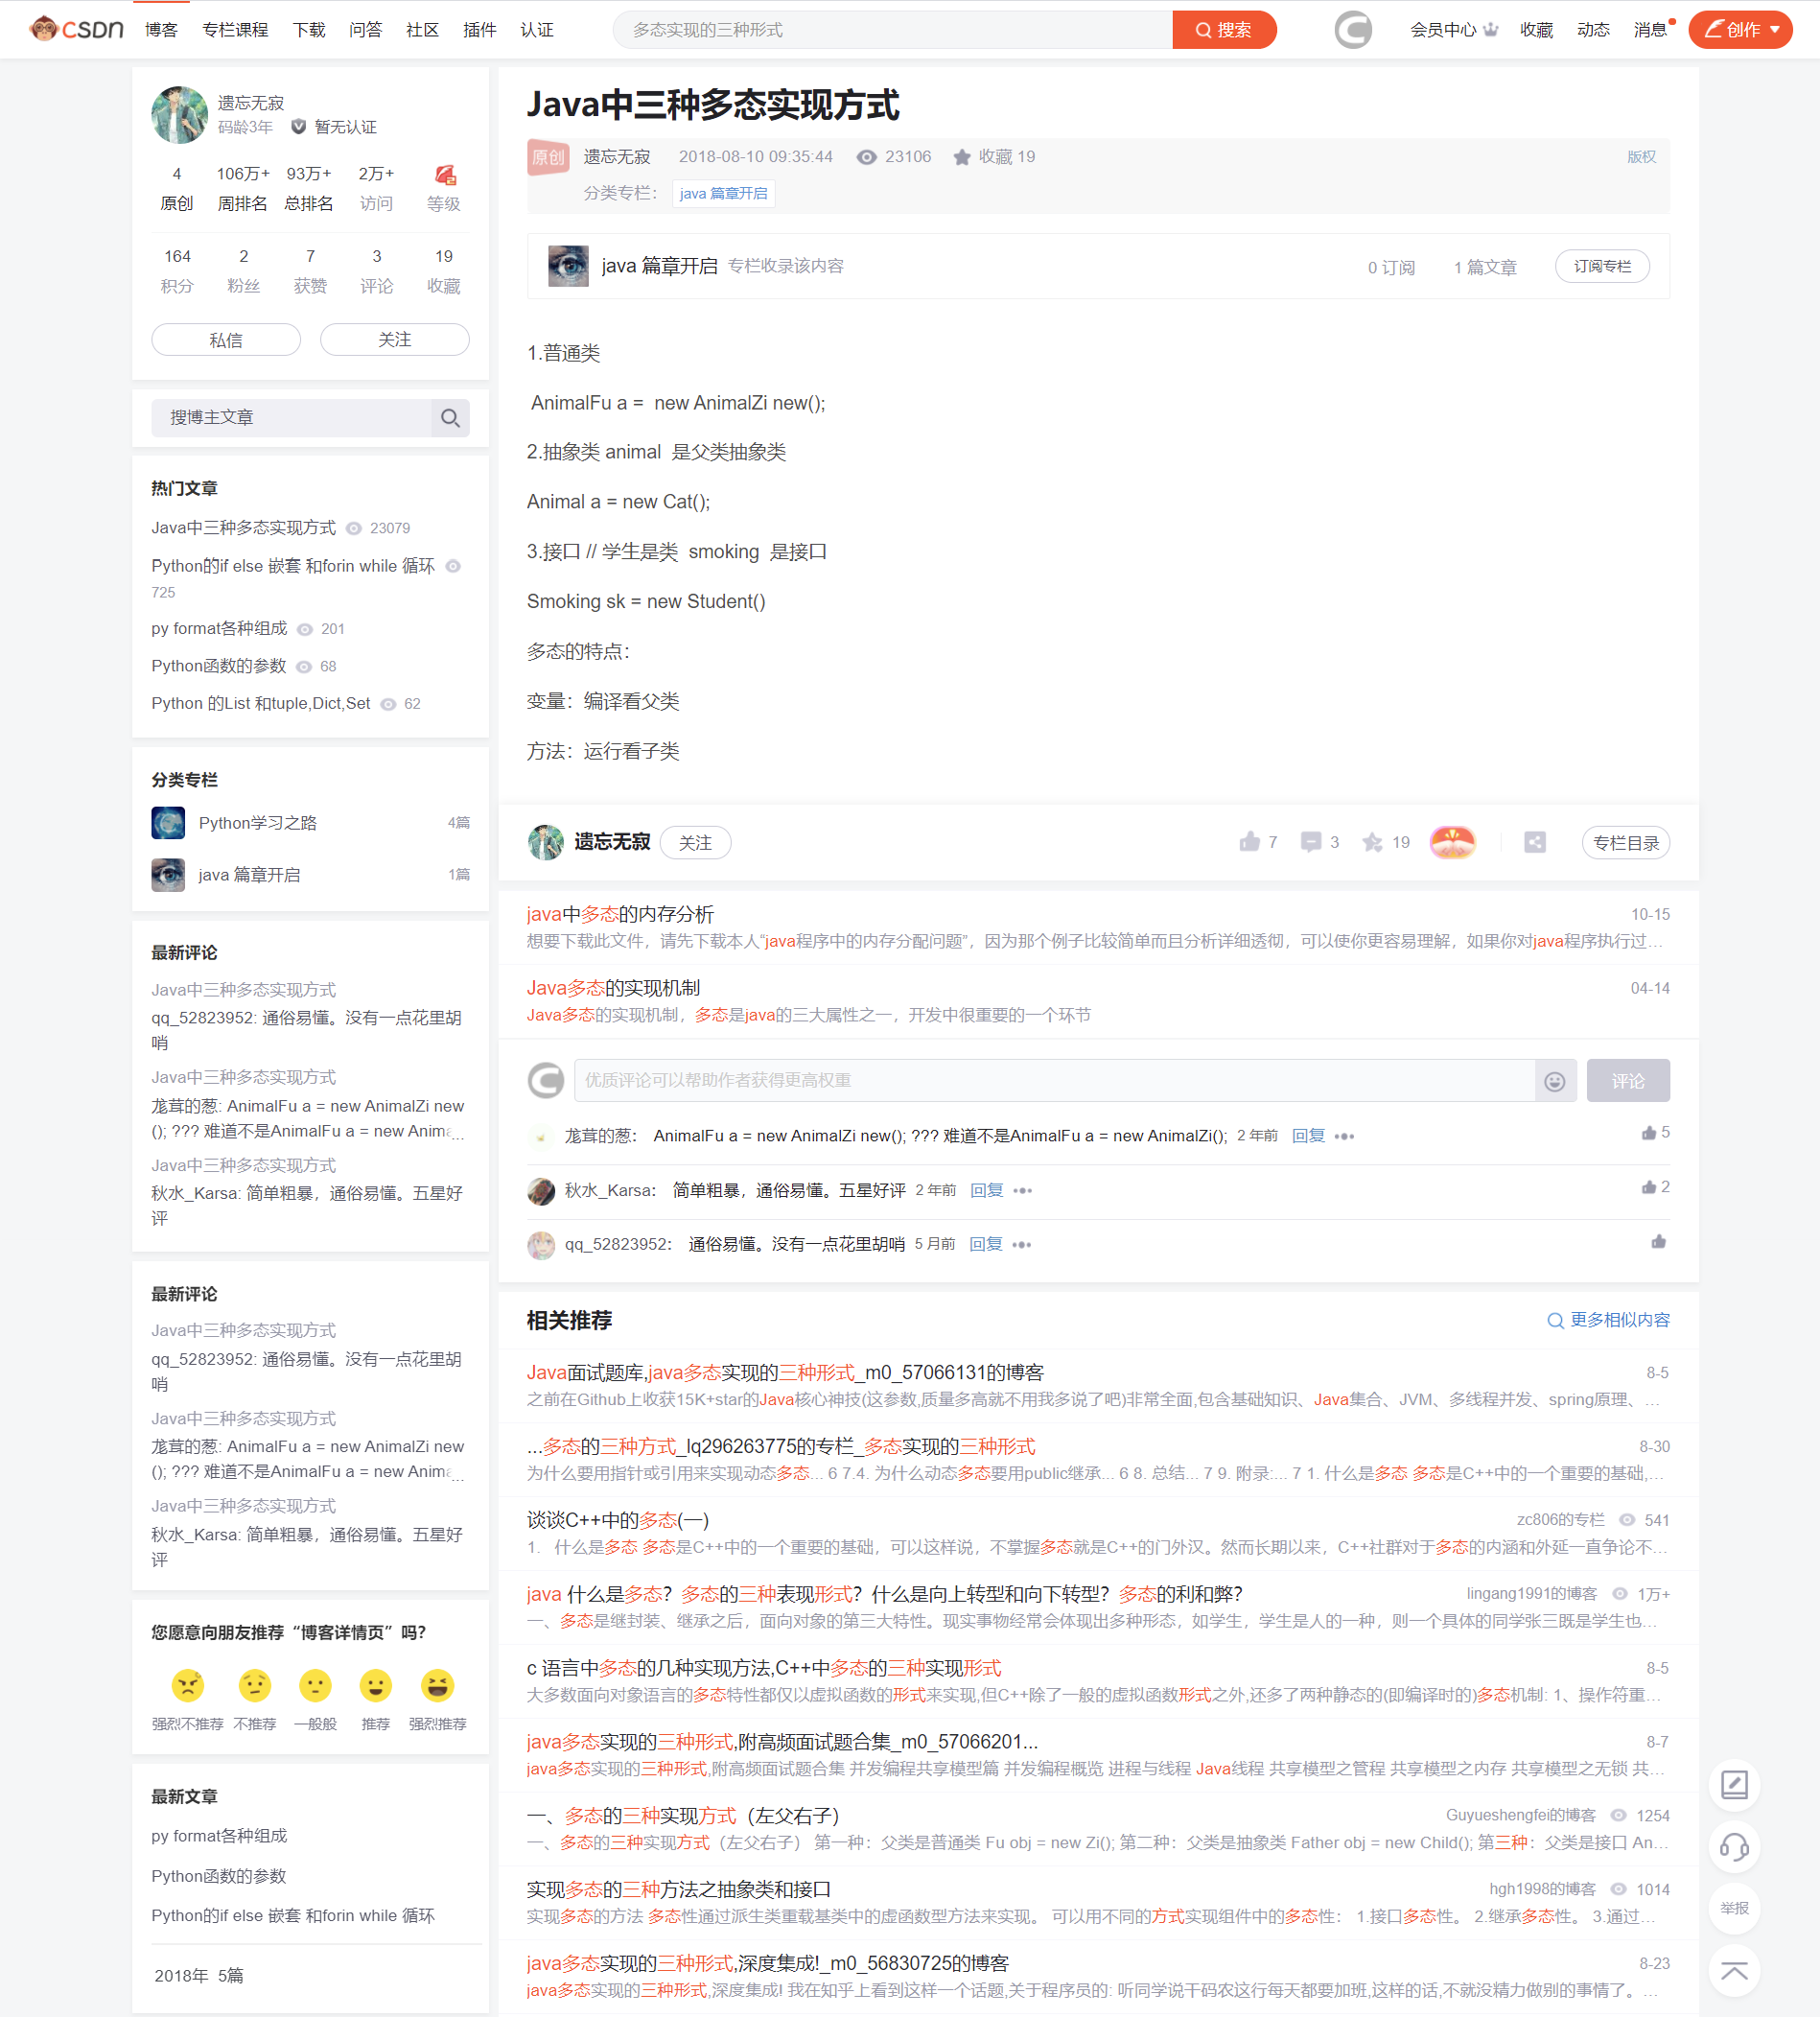 CSDN 博客 专栏课程 下载 问答 社区 插件 认证 多态实现的三种形式 搜索 会员中心 收藏 动态 消息 创作
遗忘无寂
码龄3年 暂无认证
4 106万+ 93万+ 2万+
原创 周排名 总排名 访问 等级
164 2 7 3 19
积分 粉丝 获赞 评论 收藏
私信 关注
搜博主文章
热门文章
Java中三种多态实现方式 23079
Python的if else 嵌套 和forin while 循环
725
py format各种组成 201
Python函数的参数 68
Python 的List 和tuple,Dict,Set 62
分类专栏
Python学习之路 4篇
java 篇章开启 1篇
最新评论
Java中三种多态实现方式
qq_52823952: 通俗易懂。没有一点花里胡
哨
Java中三种多态实现方式
尨茸的葱: AnimalFu a = new AnimalZi new
(); ??? 难道不是AnimalFu a = new Anima...
Java中三种多态实现方式
秋水_Karsa: 简单粗暴，通俗易懂。五星好
评
最新评论
Java中三种多态实现方式
qq_52823952: 通俗易懂。没有一点花里胡
哨
Java中三种多态实现方式
尨茸的葱: AnimalFu a = new AnimalZi new
(); ??? 难道不是AnimalFu a = new Anima...
Java中三种多态实现方式
秋水_Karsa: 简单粗暴，通俗易懂。五星好
评
您愿意向朋友推荐“博客详情页”吗？
强烈不推荐 不推荐 一般般 推荐 强烈推荐
最新文章
py format各种组成
Python函数的参数
Python的if else 嵌套 和forin while 循环
2018年 5篇
Java中三种多态实现方式
原创 遗忘无寂 2018-08-10 09:35:44 23106 收藏 19 版权
分类专栏： java 篇章开启
java 篇章开启 专栏收录该内容 0 订阅 1 篇文章 订阅专栏
1.普通类
AnimalFu a = new AnimalZi new();
2.抽象类 animal 是父类抽象类
Animal a = new Cat();
3.接口 // 学生是类 smoking 是接口
Smoking sk = new Student()
多态的特点：
变量：编译看父类
方法：运行看子类
遗忘无寂 关注 7 3 19 专栏目录
java中多态的内存分析 10-15
想要下载此文件，请先下载本人“java程序中的内存分配问题”，因为那个例子比较简单而且分析详细透彻，可以使你更容易理解，如果你对java程序执行过...
Java多态的实现机制 04-14
Java多态的实现机制，多态是java的三大属性之一，开发中很重要的一个环节
优质评论可以帮助作者获得更高权重 评论
尨茸的葱： AnimalFu a = new AnimalZi new(); ??? 难道不是AnimalFu a = new AnimalZi(); 2 年前 回复 5
秋水_Karsa： 简单粗暴，通俗易懂。五星好评 2 年前 回复 2
qq_52823952： 通俗易懂。没有一点花里胡哨 5 月前 回复
相关推荐 更多相似内容
Java面试题库,java多态实现的三种形式_m0_57066131的博客 8-5
之前在Github上收获15K+star的Java核心神技(这参数,质量多高就不用我多说了吧)非常全面,包含基础知识、Java集合、JVM、多线程并发、spring原理、...
...多态的三种方式_lq296263775的专栏_多态实现的三种形式 8-30
为什么要用指针或引用来实现动态多态... 6 7.4. 为什么动态多态要用public继承... 6 8. 总结... 7 9. 附录:... 7 1. 什么是多态 多态是C++中的一个重要的基础,...
谈谈C++中的多态(一) zc806的专栏 541
1. 什么是多态 多态是C++中的一个重要的基础，可以这样说，不掌握多态就是C++的门外汉。然而长期以来，C++社群对于多态的内涵和外延一直争论不...
java 什么是多态？多态的三种表现形式？什么是向上转型和向下转型？多态的利和弊？ lingang1991的博客 1万+
一、多态是继封装、继承之后，面向对象的第三大特性。现实事物经常会体现出多种形态，如学生，学生是人的一种，则一个具体的同学张三既是学生也...
c 语言中多态的几种实现方法,C++中多态的三种实现形式 8-5
大多数面向对象语言的多态特性都仅以虚拟函数的形式来实现,但C++除了一般的虚拟函数形式之外,还多了两种静态的(即编译时的)多态机制: 1、操作符重...
java多态实现的三种形式,附高频面试题合集_m0_57066201... 8-7
java多态实现的三种形式,附高频面试题合集 并发编程共享模型篇 并发编程概览 进程与线程 Java线程 共享模型之管程 共享模型之内存 共享模型之无锁 共...
一、多态的三种实现方式（左父右子） Guyueshengfei的博客 1254
一、多态的三种实现方式（左父右子） 第一种：父类是普通类 Fu obj = new Zi(); 第二种：父类是抽象类 Father obj = new Child(); 第三种：父类是接口 An...
实现多态的三种方法之抽象类和接口 hgh1998的博客 1014
实现多态的方法 多态性通过派生类重载基类中的虚函数型方法来实现。 可以用不同的方式实现组件中的多态性： 1.接口多态性。 2.继承多态性。 3.通过...
java多态实现的三种形式,深度集成!_m0_56830725的博客 8-23
java多态实现的三种形式,深度集成! 我在知乎上看到这样一个话题,关于程序员的: 听同学说干码农这行每天都要加班,这样的话,不就没精力做别的事情了。...
举报